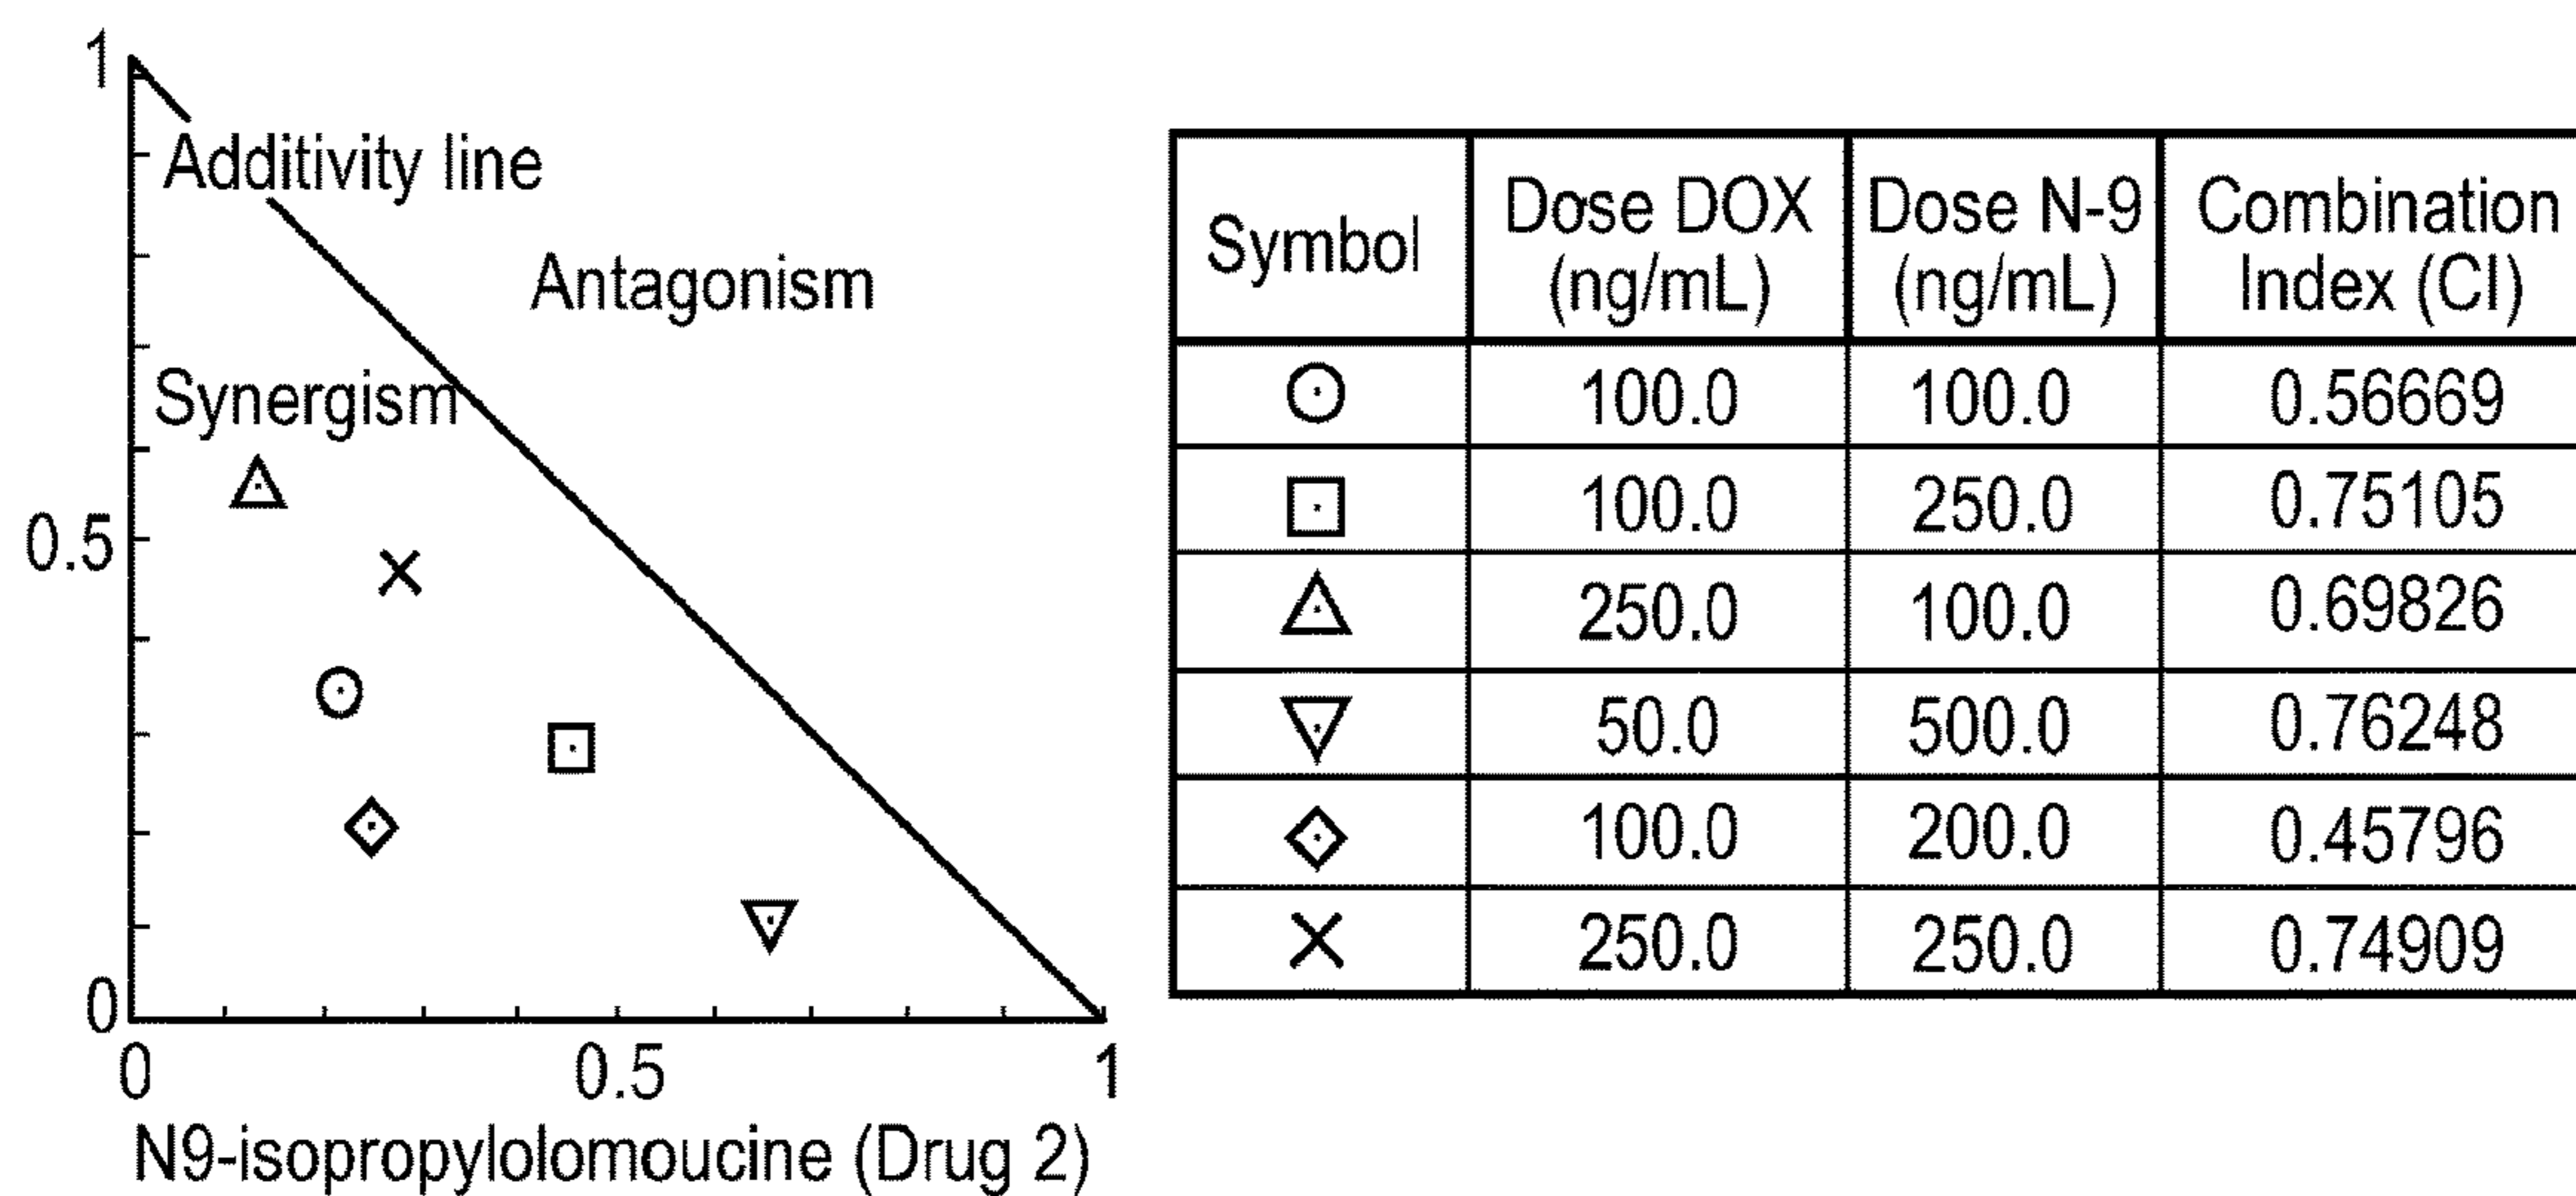 1
Additivity line
Antagonism
Synergism
0.5
0
0 0.5 1
N9-isopropylolomoucine (Drug 2)
Symbol Dose DOX (ng/mL) Dose N-9 (ng/mL) Combination Index (CI)
100.0 100.0 0.56669
100.0 250.0 0.75105
250.0 100.0 0.69826
50.0 500.0 0.76248
100.0 200.0 0.45796
250.0 250.0 0.74909